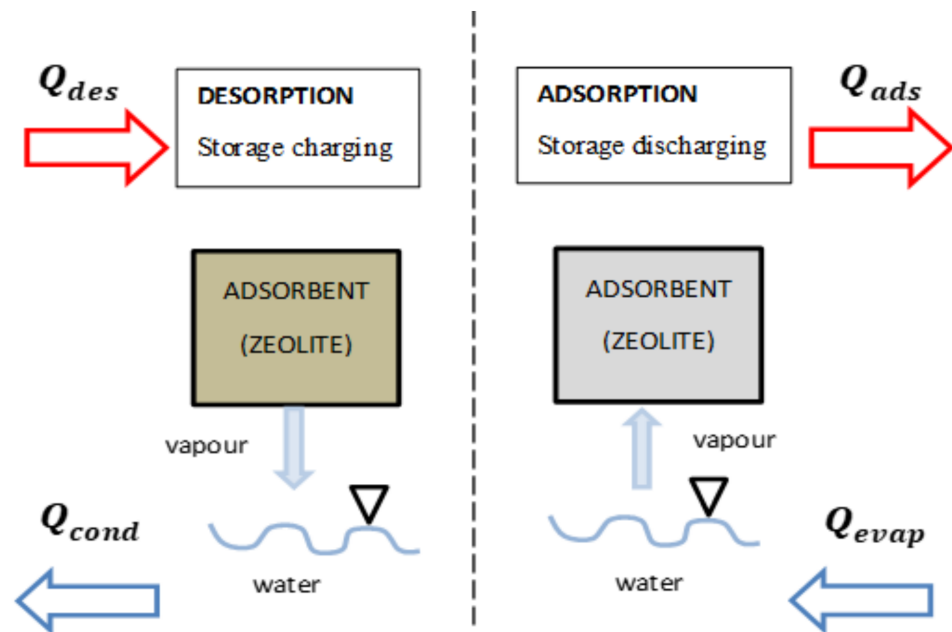 Q_des
DESORPTION
Storage charging
ADSORBENT
(ZEOLITE)
vapour
Q_cond
water
ADSORPTION
Storage discharging
Q_ads
ADSORBENT
(ZEOLITE)
vapour
Q_evap
water